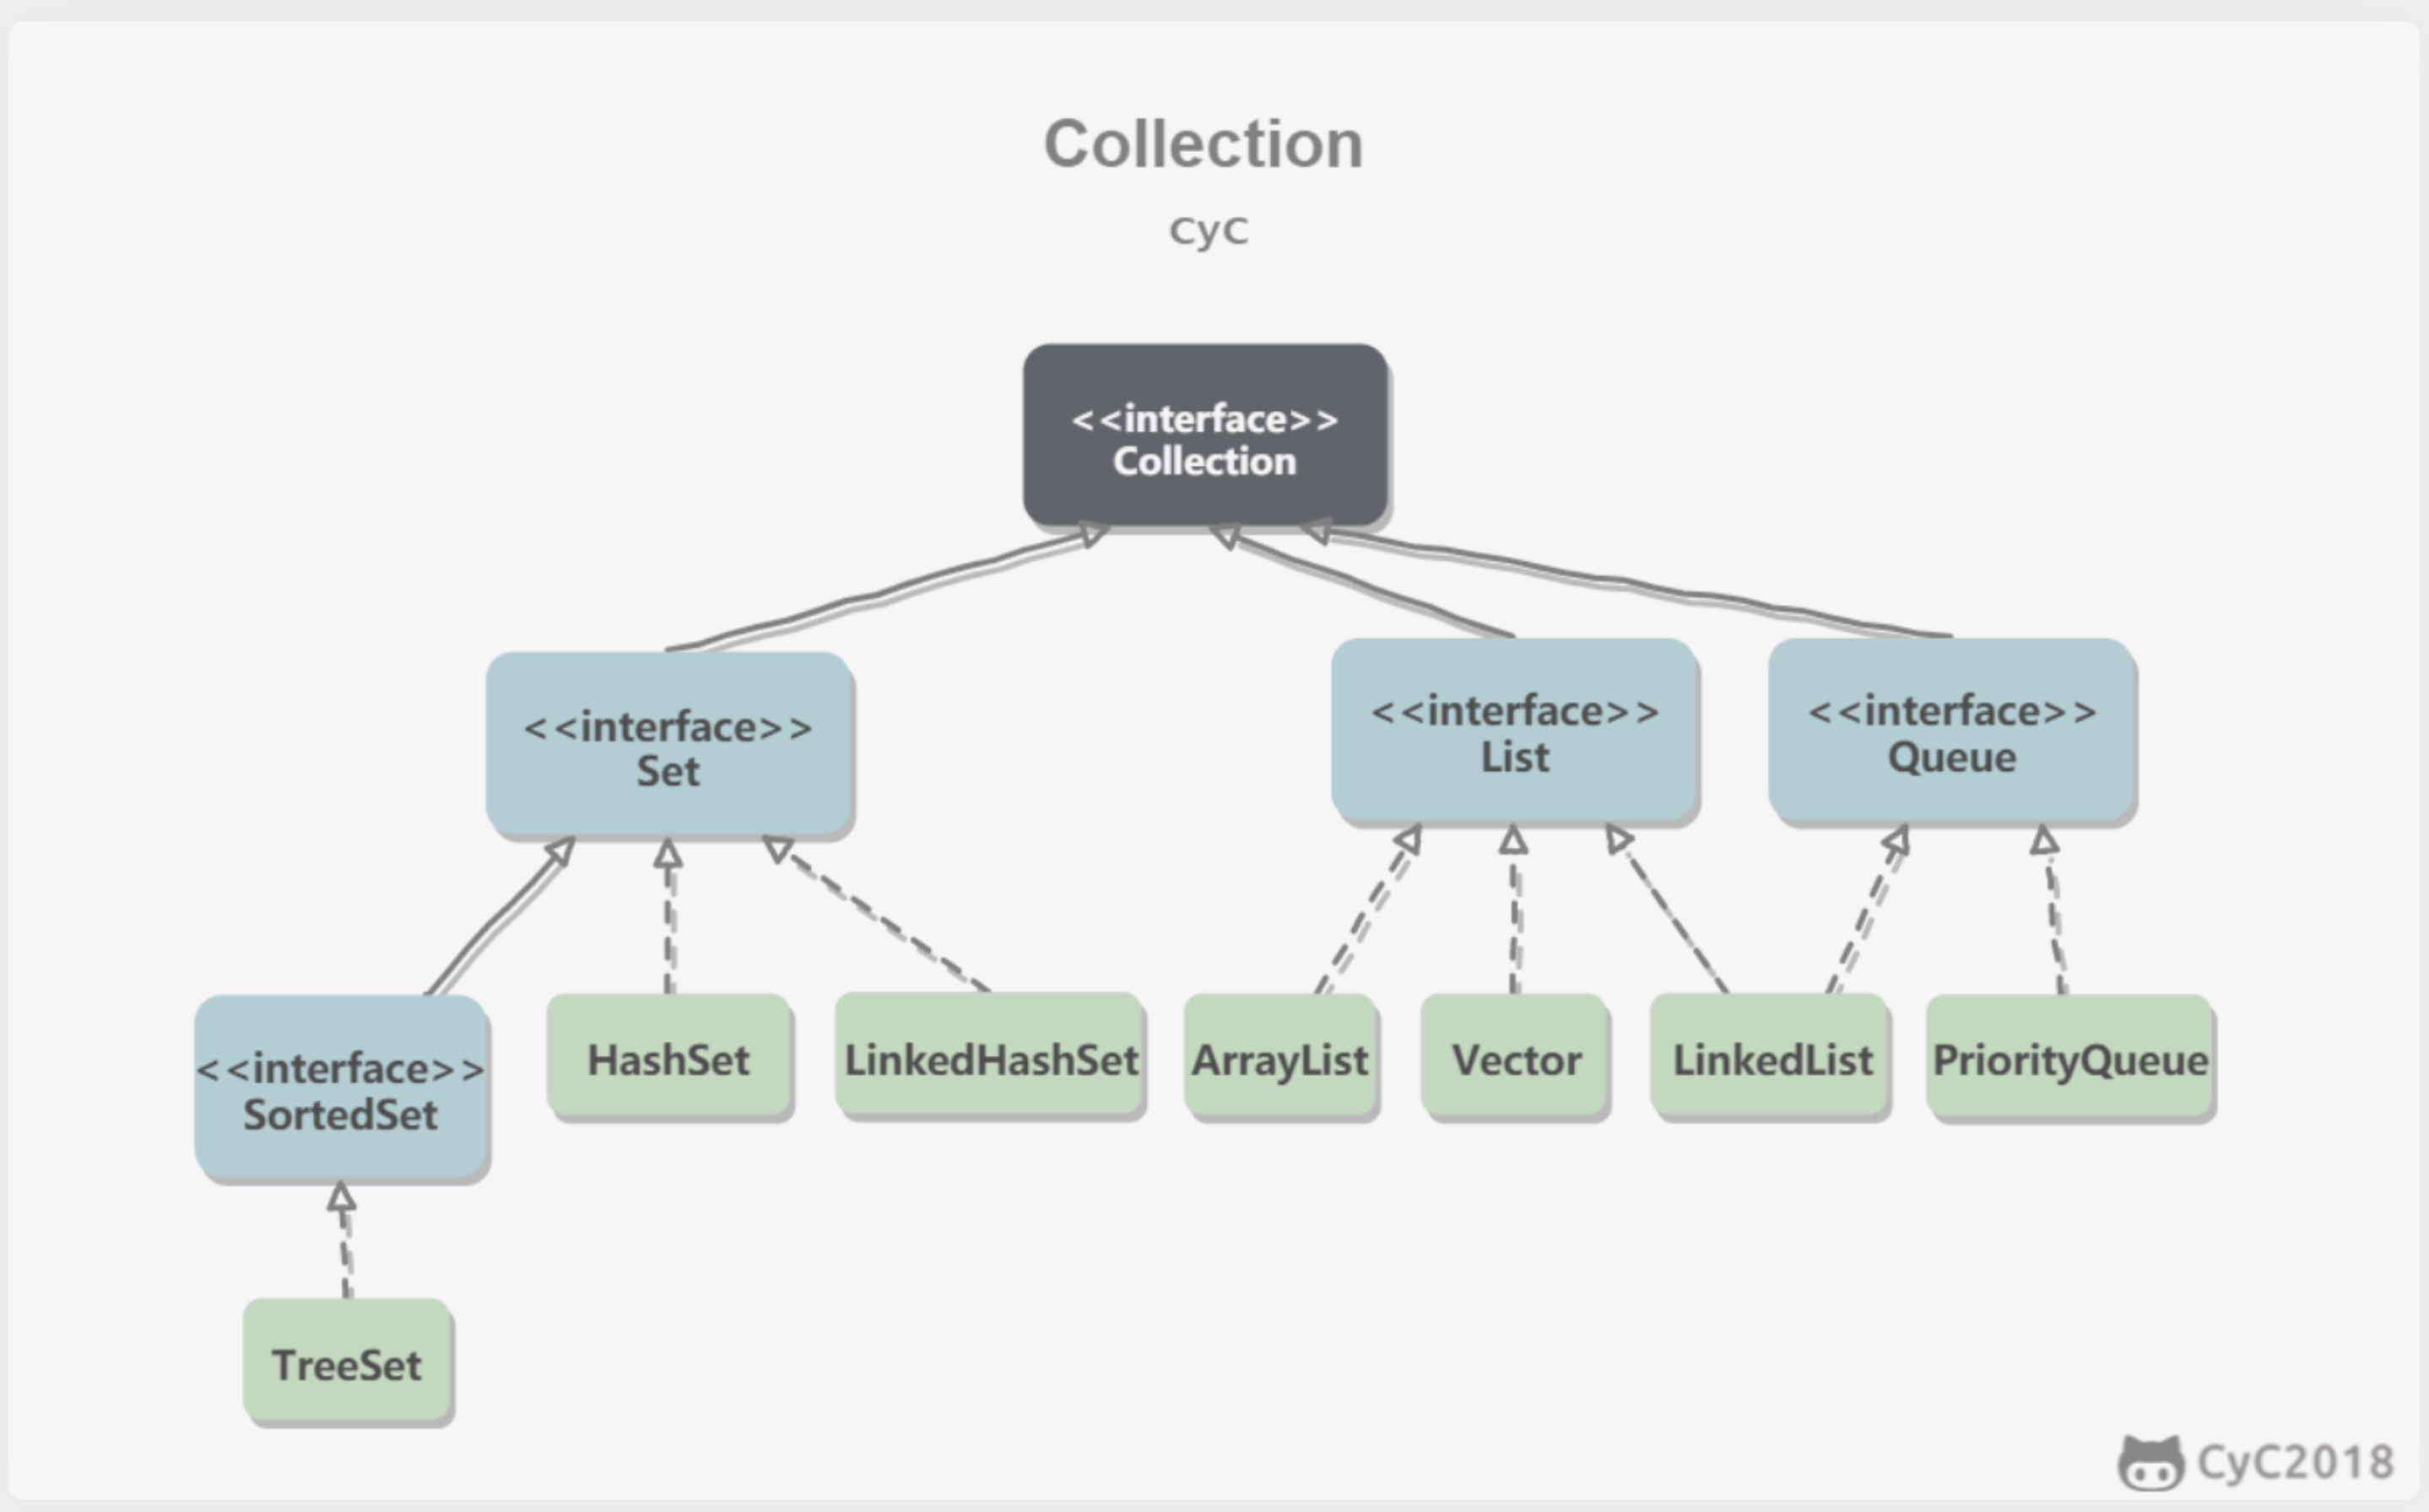 Collection
CyC
<<interface>>
Collection
<<interface>>
Set
<<interface>>
List
<<interface>>
Queue
<<interface>>
SortedSet
HashSet
LinkedHashSet
ArrayList
Vector
LinkedList
PriorityQueue
TreeSet
CyC2018